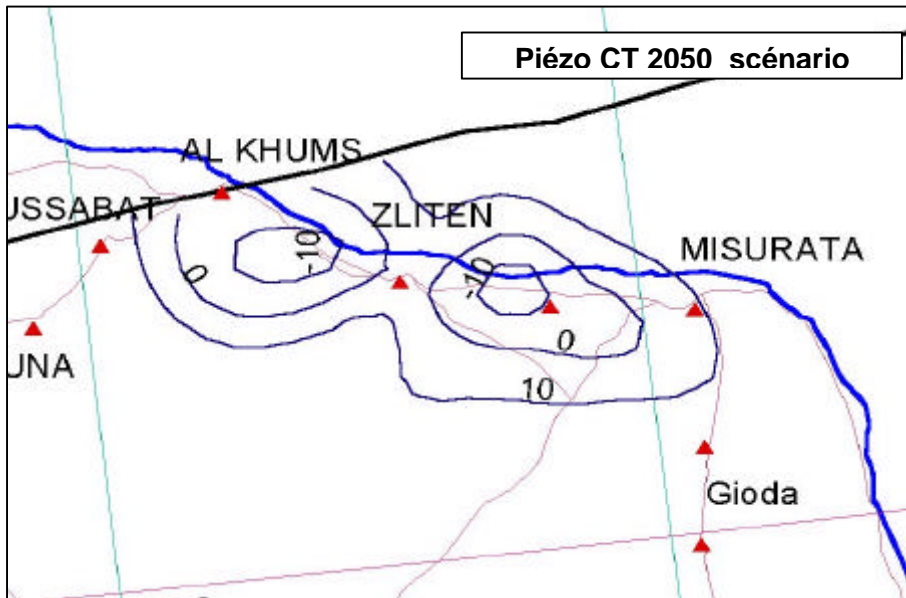 Piézo CT 2050 scénario
AL KHUMS
USSABAT
ZLITEN
-10
0
-10
MISURATA
0
UNA
10
Gioda